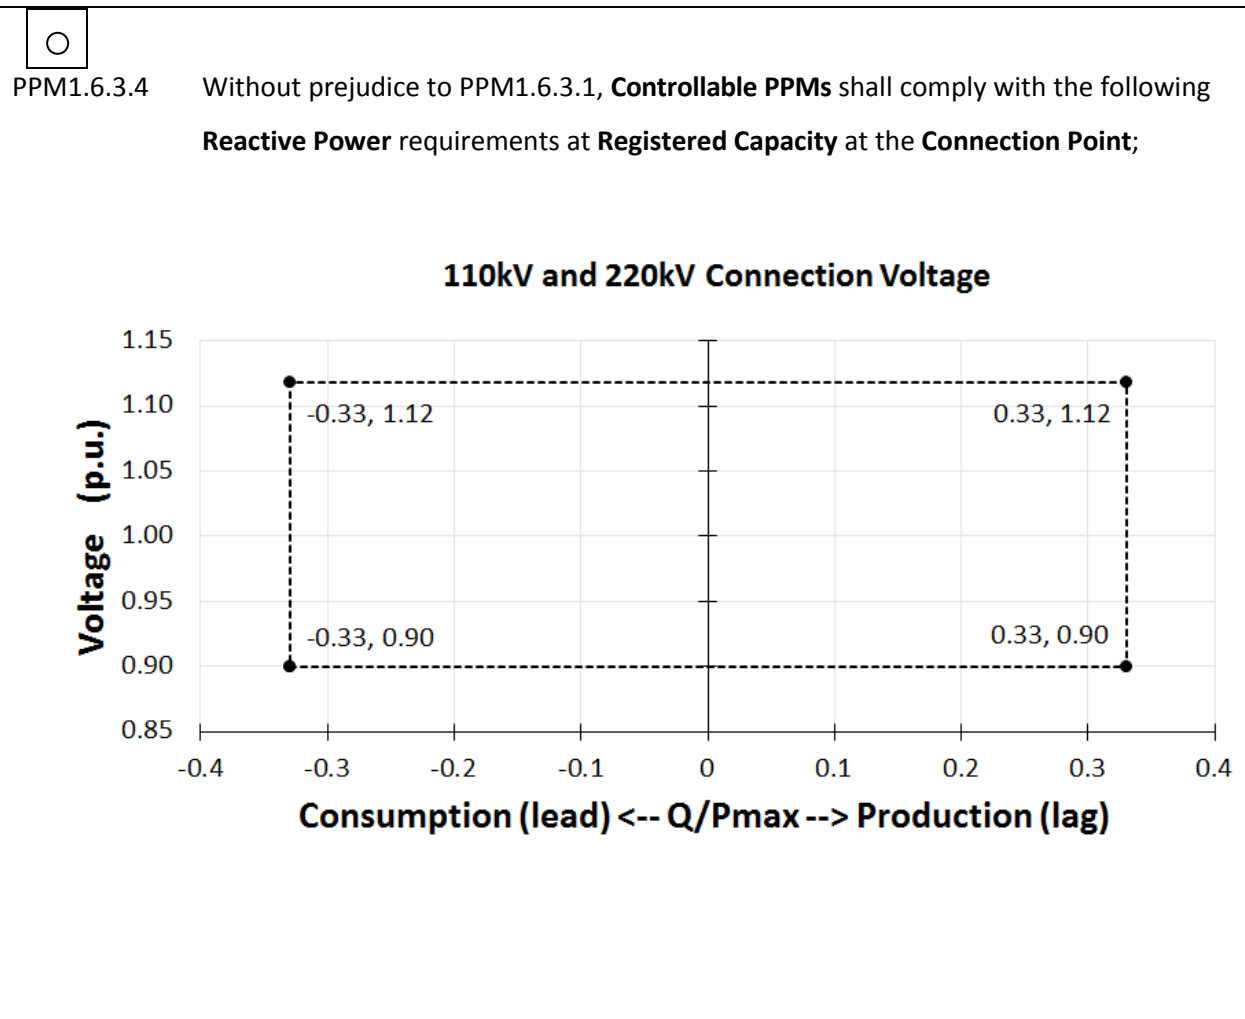 PPM1.6.3.4 Without prejudice to PPM1.6.3.1, Controllable PPMs shall comply with the following
Reactive Power requirements at Registered Capacity at the Connection Point;
110kV and 220kV Connection Voltage
Voltage (p.u.)
1.15
1.10
1.05
1.00
0.95
0.90
0.85
-0.33, 1.12
0.33, 1.12
-0.33, 0.90
0.33, 0.90
-0.4 -0.3 -0.2 -0.1 0 0.1 0.2 0.3 0.4
Consumption (lead) <-- Q/Pmax --> Production (lag)